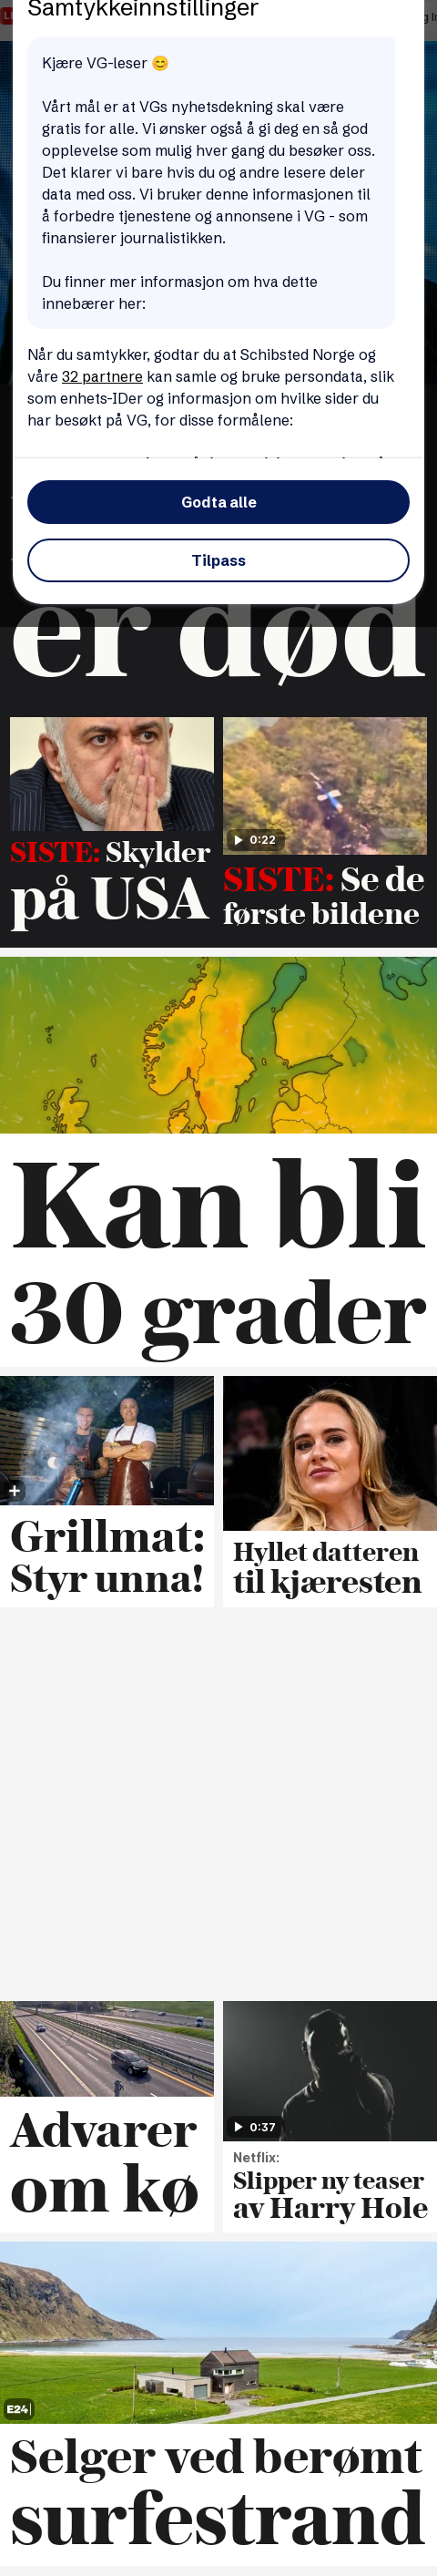 Samtykkeinnstillinger
Kjære VG-leser 😊
Vårt mål er at VGs nyhetsdekning skal være
gratis for alle. Vi ønsker også å gi deg en så god
opplevelse som mulig hver gang du besøker oss.
Det klarer vi bare hvis du og andre lesere deler
data med oss. Vi bruker denne informasjonen til
å forbedre tjenestene og annonsene i VG - som
finansierer journalistikken.
Du finner mer informasjon om hva dette
innebærer her:
Når du samtykker, godtar du at Schibsted Norge og
våre 32 partnere kan samle og bruke persondata, slik
som enhets-IDer og informasjon om hvilke sider du
har besøkt på VG, for disse formålene:
Godta alle
Tilpass
er død
SISTE: Skylder
på USA
0:22
SISTE: Se de
første bildene
Kan bli
30 grader
Grillmat:
Styr unna!
Hyllet datteren
til kjæresten
Advarer
om kø
0:37
Netflix:
Slipper ny teaser
av Harry Hole
E24
Selger ved berømt
surfestrand